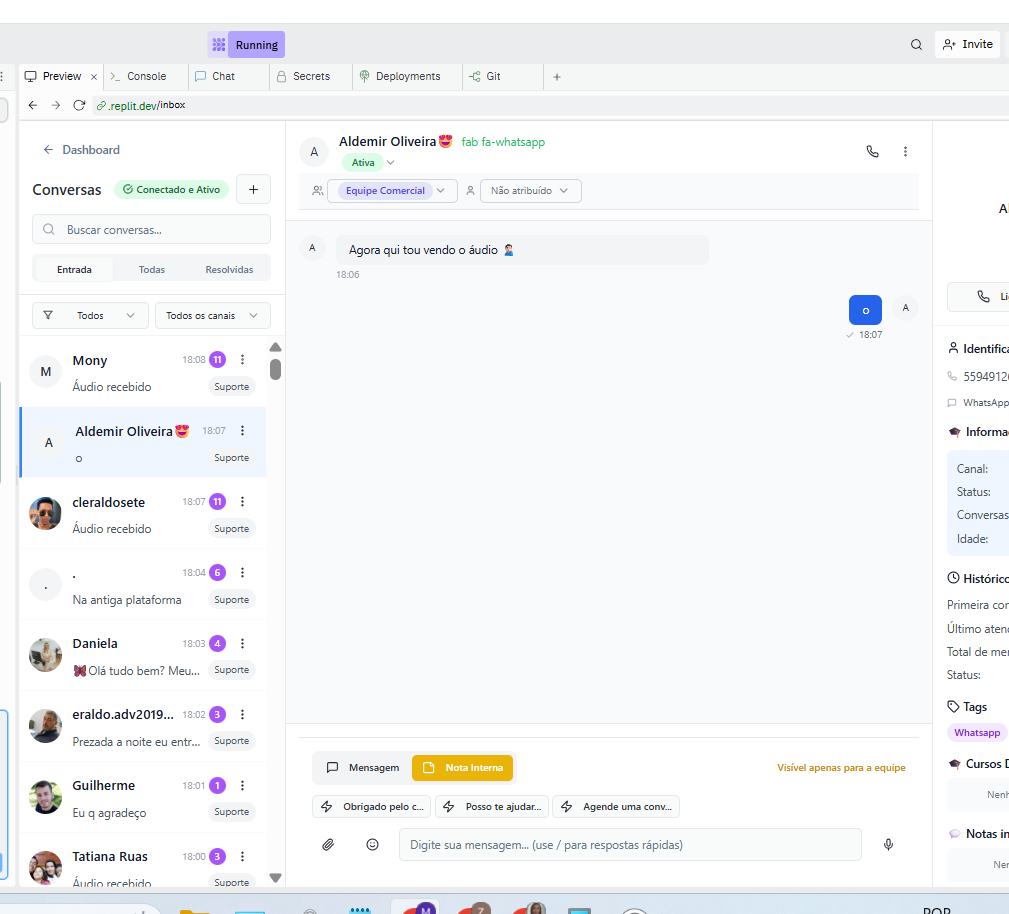 Running
Invite
Preview
Console
Chat
Secrets
Deployments
Git
.replit.dev/inbox
Dashboard
Conversas
Conectado e Ativo
Buscar conversas...
Entrada
Todas
Resolvidas
Todos
Todos os canais
M
Mony
18:08
11
Áudio recebido
Suporte
A
Aldemir Oliveira😍
18:07
o
Suporte
cleraldosete
18:07
11
Áudio recebido
Suporte
.
.
18:04
6
Na antiga plataforma
Suporte
Daniela
18:03
4
🦋Olá tudo bem? Meu...
Suporte
eraldo.adv2019...
18:02
3
Prezada a noite eu entr...
Suporte
Guilherme
18:01
1
Eu q agradeço
Suporte
Tatiana Ruas
18:00
3
Áudio recebido
Suporte
A
Aldemir Oliveira😍
fab fa-whatsapp
Ativa
Equipe Comercial
Não atribuído
A
Agora qui tou vendo o áudio 🤦🏻‍♂️
18:06
o
A
18:07
Mensagem
Nota Interna
Visível apenas para a equipe
Obrigado pelo c...
Posso te ajudar...
Agende uma conv...
Digite sua mensagem... (use / para respostas rápidas)
Identifica
WhatsApp
Informa
Canal:
Status:
Conversas
Idade:
Histórico
Primeira con
Último aten
Total de me
Status:
Tags
Whatsapp
Cursos D
Nenh
Notas in
Nen
M
Z
POR